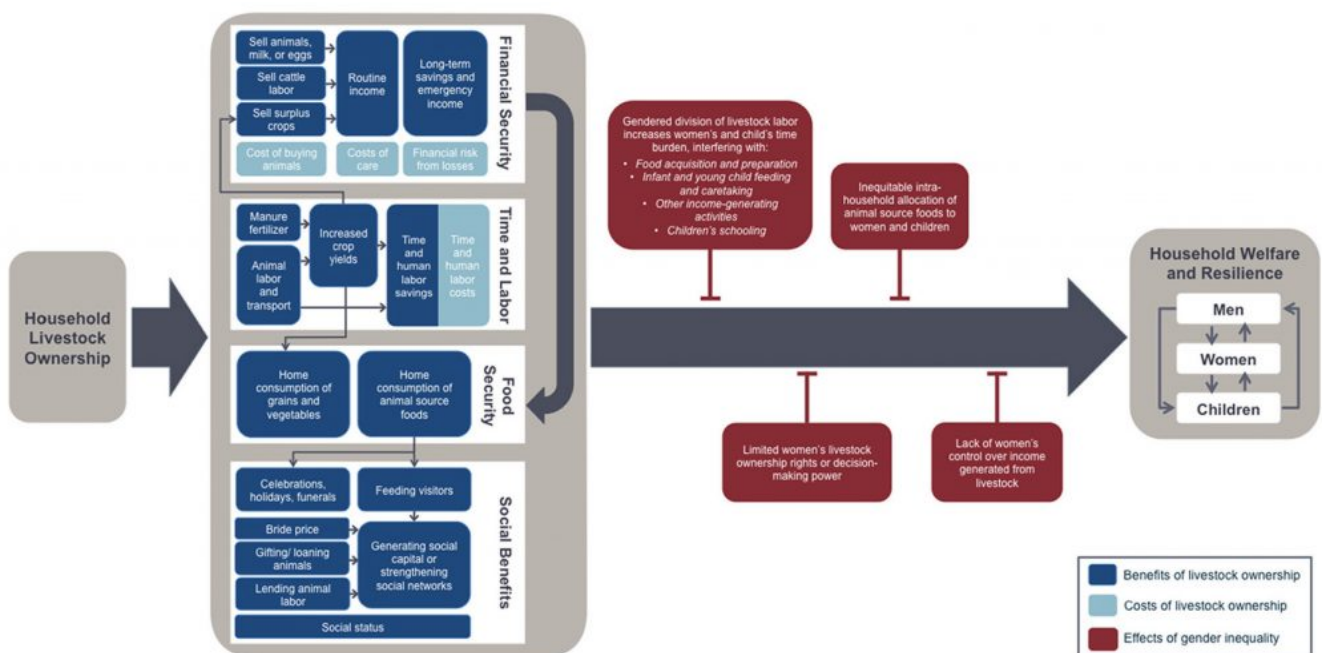 Household
Livestock
Ownership
Sell animals,
milk, or eggs
Sell cattle
labor
Sell surplus
crops
Routine
income
Long-term
savings and
emergency
income
Cost of buying
animals
Costs of
care
Financial risk
from losses
Financial Security
Manure
fertilizer
Animal
labor and
transport
Increased
crop
yields
Time
and
human
labor
savings
Time
and
human
labor
costs
Time and Labor
Home
consumption of
grains and
vegetables
Home
consumption of
animal source
foods
Food
Security
Celebrations,
holidays, funerals
Feeding visitors
Bride price
Gifting/ loaning
animals
Lending animal
labor
Generating social
capital or
strengthening
social networks
Social status
Social Benefits
Gendered division of livestock labor
increases women's and child's time
burden, interfering with:
• Food acquisition and preparation
• Infant and young child feeding
and caretaking
• Other income-generating
activities
• Children's schooling
Inequitable intra-
household allocation of
animal source foods to
women and children
Limited women's livestock
ownership rights or decision-
making power
Lack of women's
control over income
generated from
livestock
Household Welfare
and Resilience
Men
Women
Children
Benefits of livestock ownership
Costs of livestock ownership
Effects of gender inequality